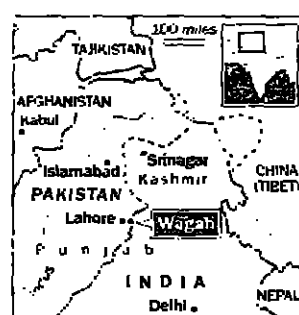 100 miles
TAJIKISTAN
AFGHANISTAN
Kabul
Islamabad
Srinagar
Kashmir
CHINA
(TIBET)
PAKISTAN
Lahore
Wagah
Punjab
INDIA
Delhi
NEPAL